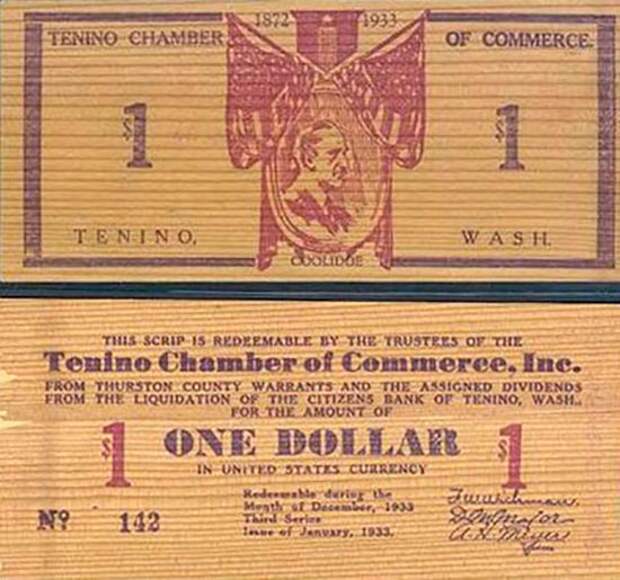 1872 1933
TENINO CHAMBER OF COMMERCE
$1 $1
TENINO, WASH.
COOLIDGE
THIS SCRIP IS REDEEMABLE BY THE TRUSTEES OF THE
Tenino Chamber of Commerce, Inc.
FROM THURSTON COUNTY WARRANTS AND THE ASSIGNED DIVIDENDS
FROM THE LIQUIDATION OF THE CITIZENS BANK OF TENINO, WASH.,
FOR THE AMOUNT OF
$1 ONE DOLLAR $1
IN UNITED STATES CURRENCY
Redeemable during the
Month of December, 1933
Third Series
Issue of January, 1933.
Nº 142
D.M. Major
A.H. Meyer